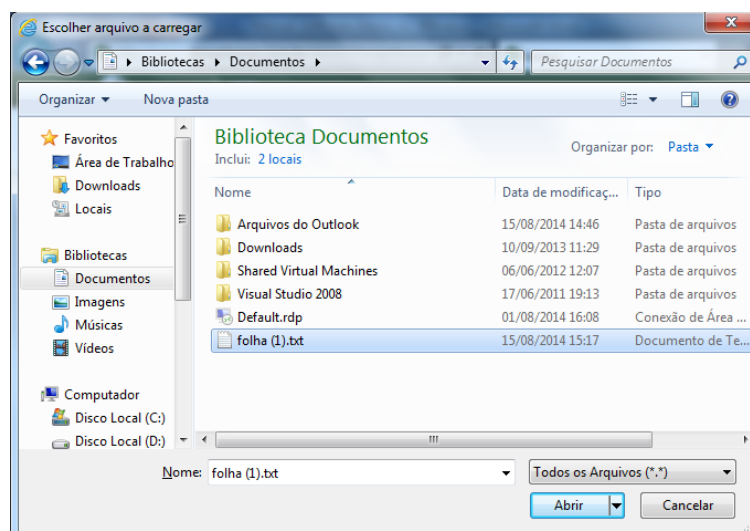 Escolher arquivo a carregar
Bibliotecas Documentos
Pesquisar Documentos
Organizar Nova pasta
Favoritos
Área de Trabalho
Downloads
Locais
Bibliotecas
Documentos
Imagens
Músicas
Vídeos
Computador
Disco Local (C:)
Disco Local (D:)
Biblioteca Documentos
Inclui: 2 locais
Organizar por: Pasta
Nome Data de modificaç... Tipo
Arquivos do Outlook 15/08/2014 14:46 Pasta de arquivos
Downloads 10/09/2013 11:29 Pasta de arquivos
Shared Virtual Machines 06/06/2012 12:07 Pasta de arquivos
Visual Studio 2008 17/06/2011 19:13 Pasta de arquivos
Default.rdp 01/08/2014 16:08 Conexão de Área ...
folha (1).txt 15/08/2014 15:17 Documento de Te...
Nome: folha (1).txt Todos os Arquivos (*.*)
Abrir Cancelar